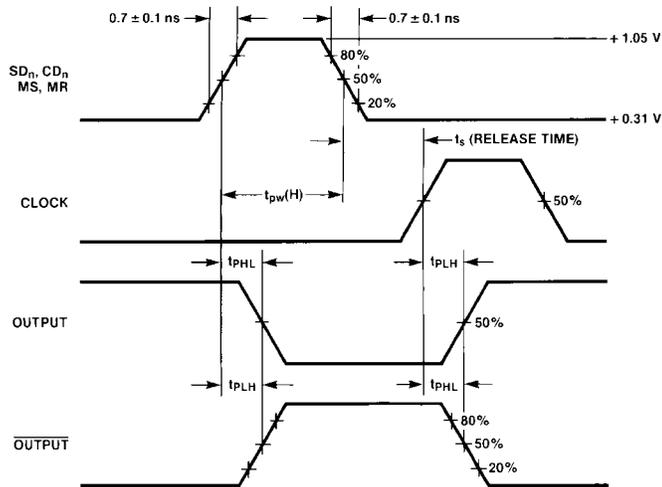 0.7 ± 0.1 ns
0.7 ± 0.1 ns
+ 1.05 V
SDn, CDn
MS, MR
80%
50%
20%
+ 0.31 V
ts (RELEASE TIME)
CLOCK
tpw(H)
50%
tPHL
tPLH
OUTPUT
50%
tPLH
tPHL
OUTPUT
80%
50%
20%